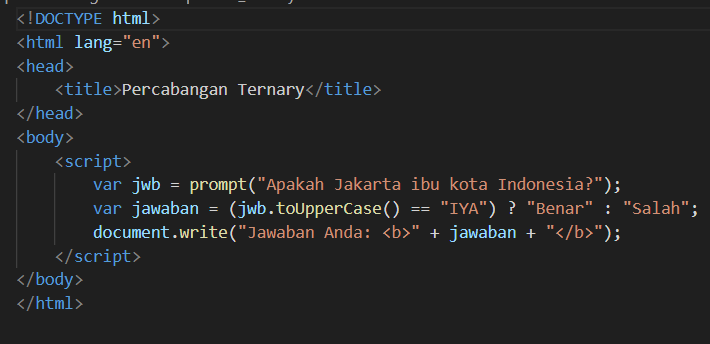 <!DOCTYPE html>
<html lang="en">
<head>
    <title>Percabangan Ternary</title>
</head>
<body>
    <script>
        var jwb = prompt("Apakah Jakarta ibu kota Indonesia?");
        var jawaban = (jwb.toUpperCase() == "IYA") ? "Benar" : "Salah";
        document.write("Jawaban Anda: <b>" + jawaban + "</b>");
    </script>
</body>
</html>